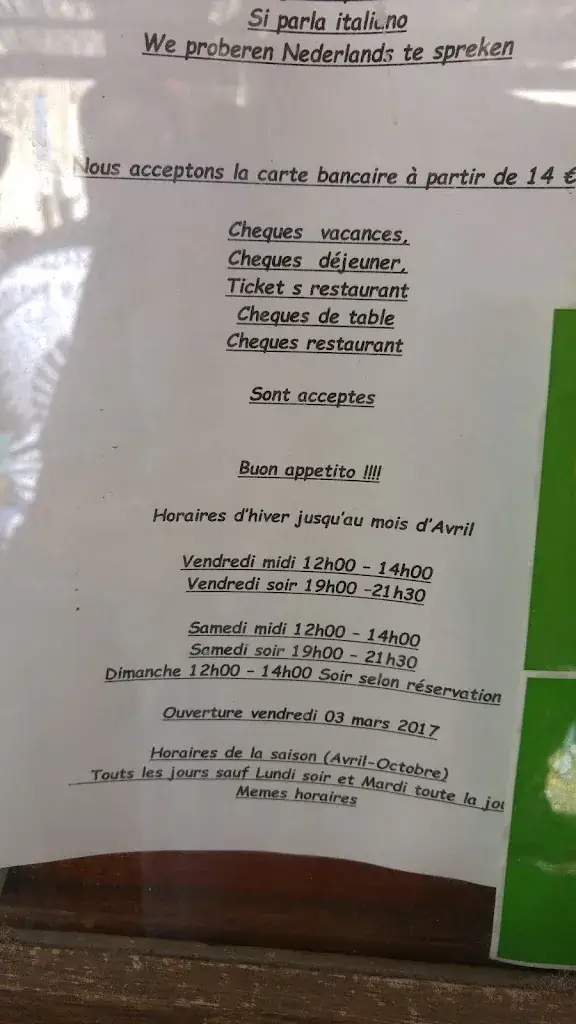 Si parla italiano
We proberen Nederlands te spreken
Nous acceptons la carte bancaire à partir de 14 €
Cheques vacances,
Cheques déjeuner,
Ticket s restaurant
Cheques de table
Cheques restaurant
Sont acceptes
Buon appetito !!!!
Horaires d'hiver jusqu'au mois d'Avril
Vendredi midi 12h00 - 14h00
Vendredi soir 19h00 -21h30
Samedi midi 12h00 - 14h00
Samedi soir 19h00 - 21h30
Dimanche 12h00 - 14h00 Soir selon réservation
Ouverture vendredi 03 mars 2017
Horaires de la saison (Avril-Octobre)
Touts les jours sauf Lundi soir et Mardi toute la jou
Memes horaires